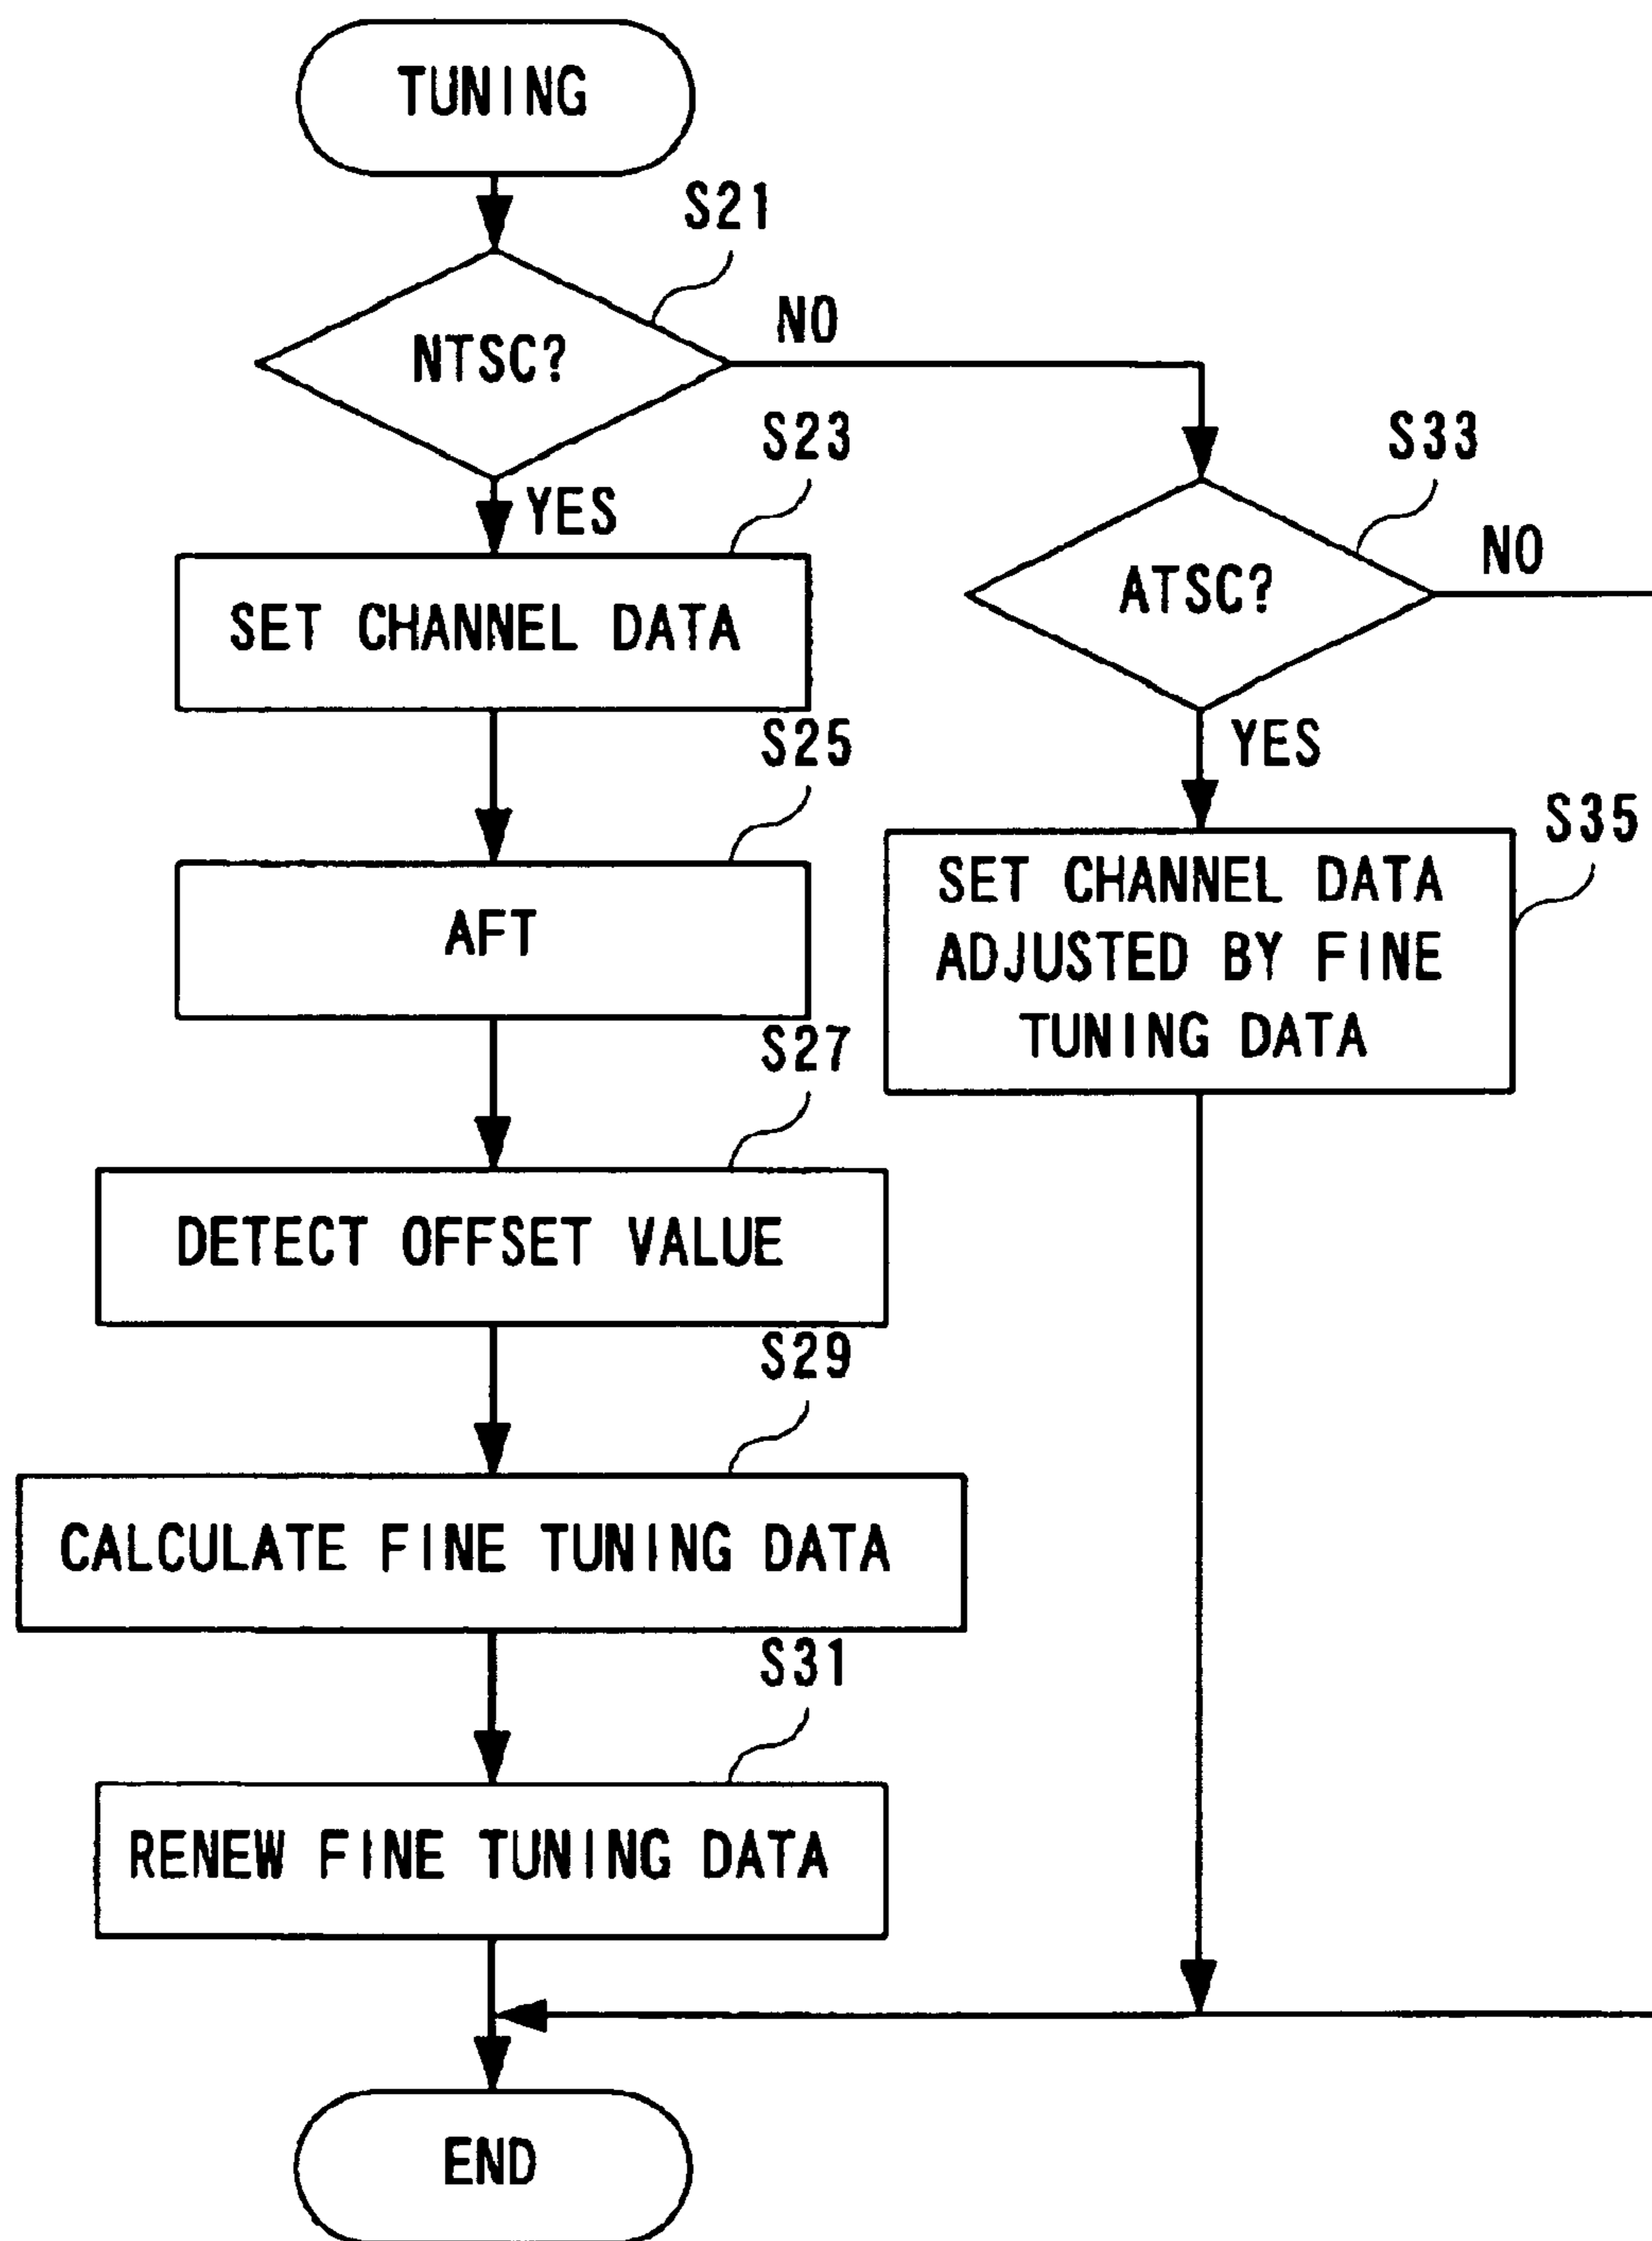 TUNING
S21
NTSC?
NO
YES
S23
SET CHANNEL DATA
S25
AFT
S27
DETECT OFFSET VALUE
S29
CALCULATE FINE TUNING DATA
S31
RENEW FINE TUNING DATA
S33
ATSC?
NO
YES
S35
SET CHANNEL DATA
ADJUSTED BY FINE
TUNING DATA
END